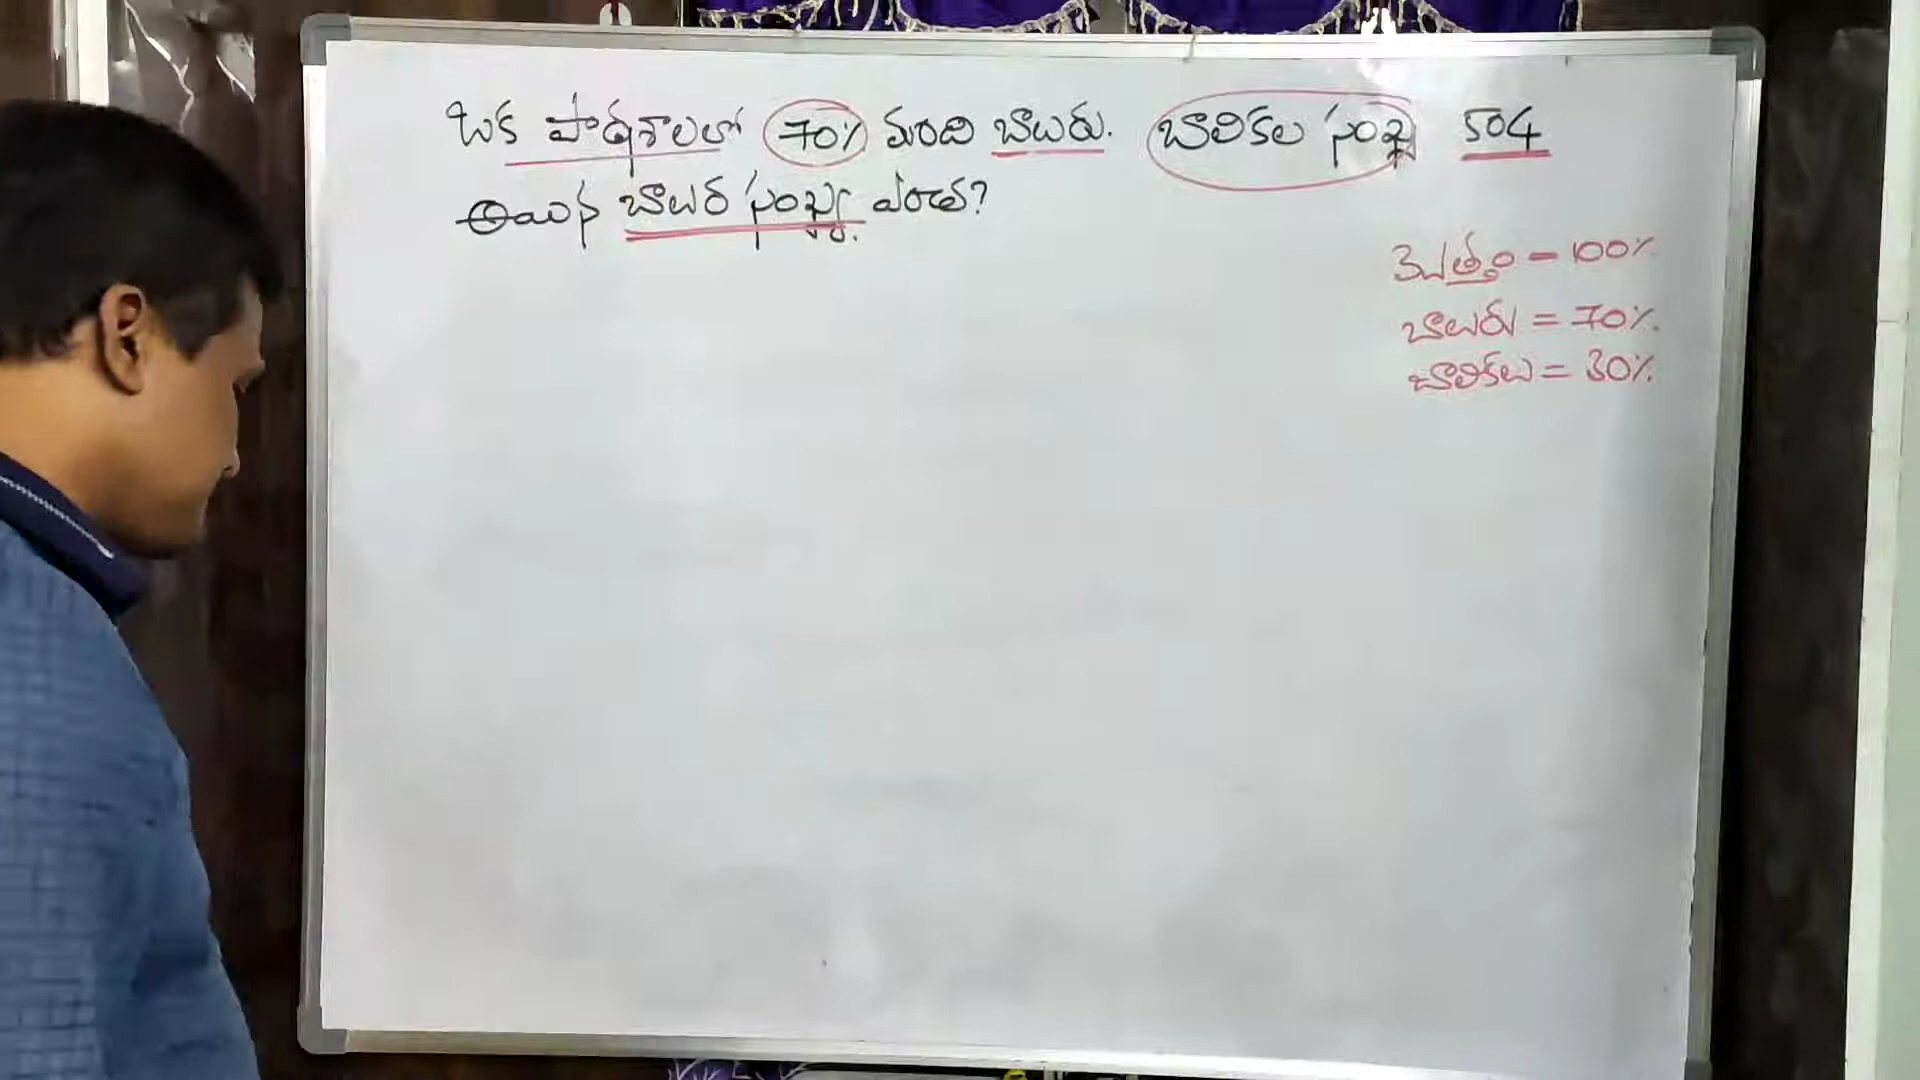 ఒక పాఠశాలలో 70% మంది బాలురు. బాలికల సంఖ్య 504
అయిన బాలుర సంఖ్య ఎంత?
మొత్తం = 100%
బాలురు = 70%.
బాలికలు = 30%.